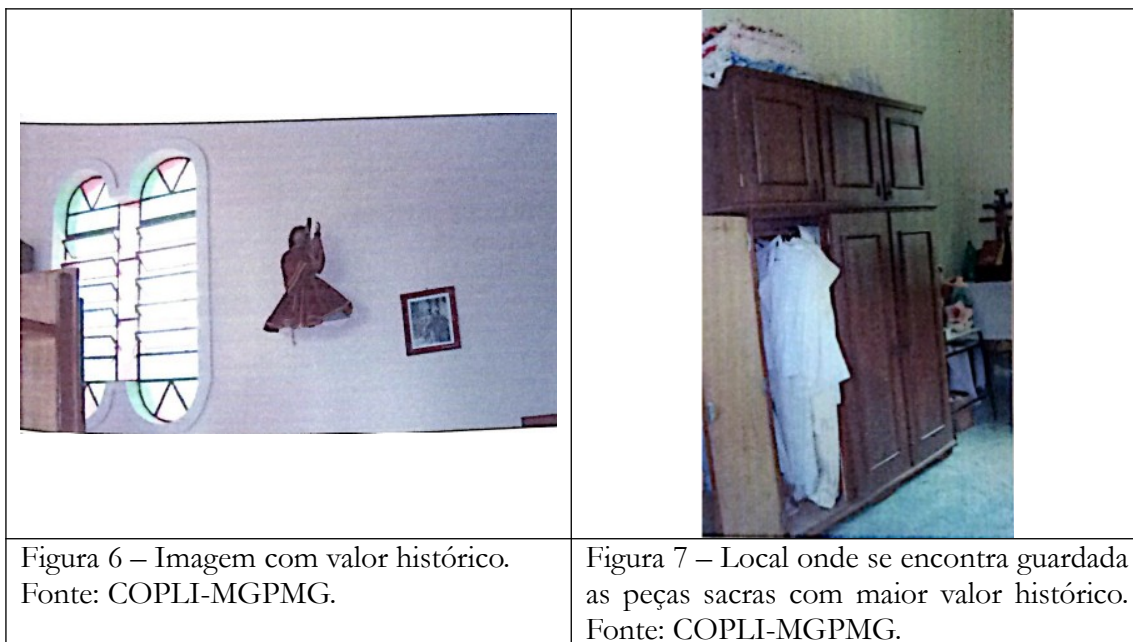 Figura 6 – Imagem com valor histórico.
Fonte: COPLI-MGPMG.
Figura 7 – Local onde se encontra guardada
as peças sacras com maior valor histórico.
Fonte: COPLI-MGPMG.